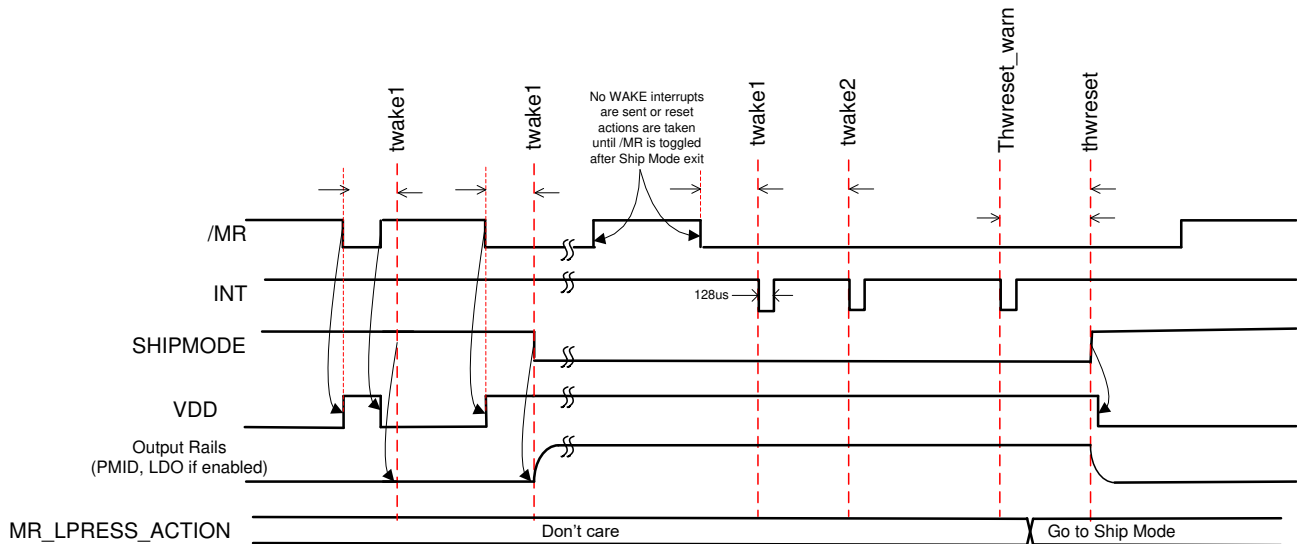 twake1
twake1
No WAKE interrupts
are sent or reset
actions are taken
until /MR is toggled
after Ship Mode exit
twake1
twake2
Thwreset_warn
thwreset
/MR
INT
128us
SHIPMODE
VDD
Output Rails
(PMID, LDO if enabled)
MR_LPRESS_ACTION
Don't care
Go to Ship Mode